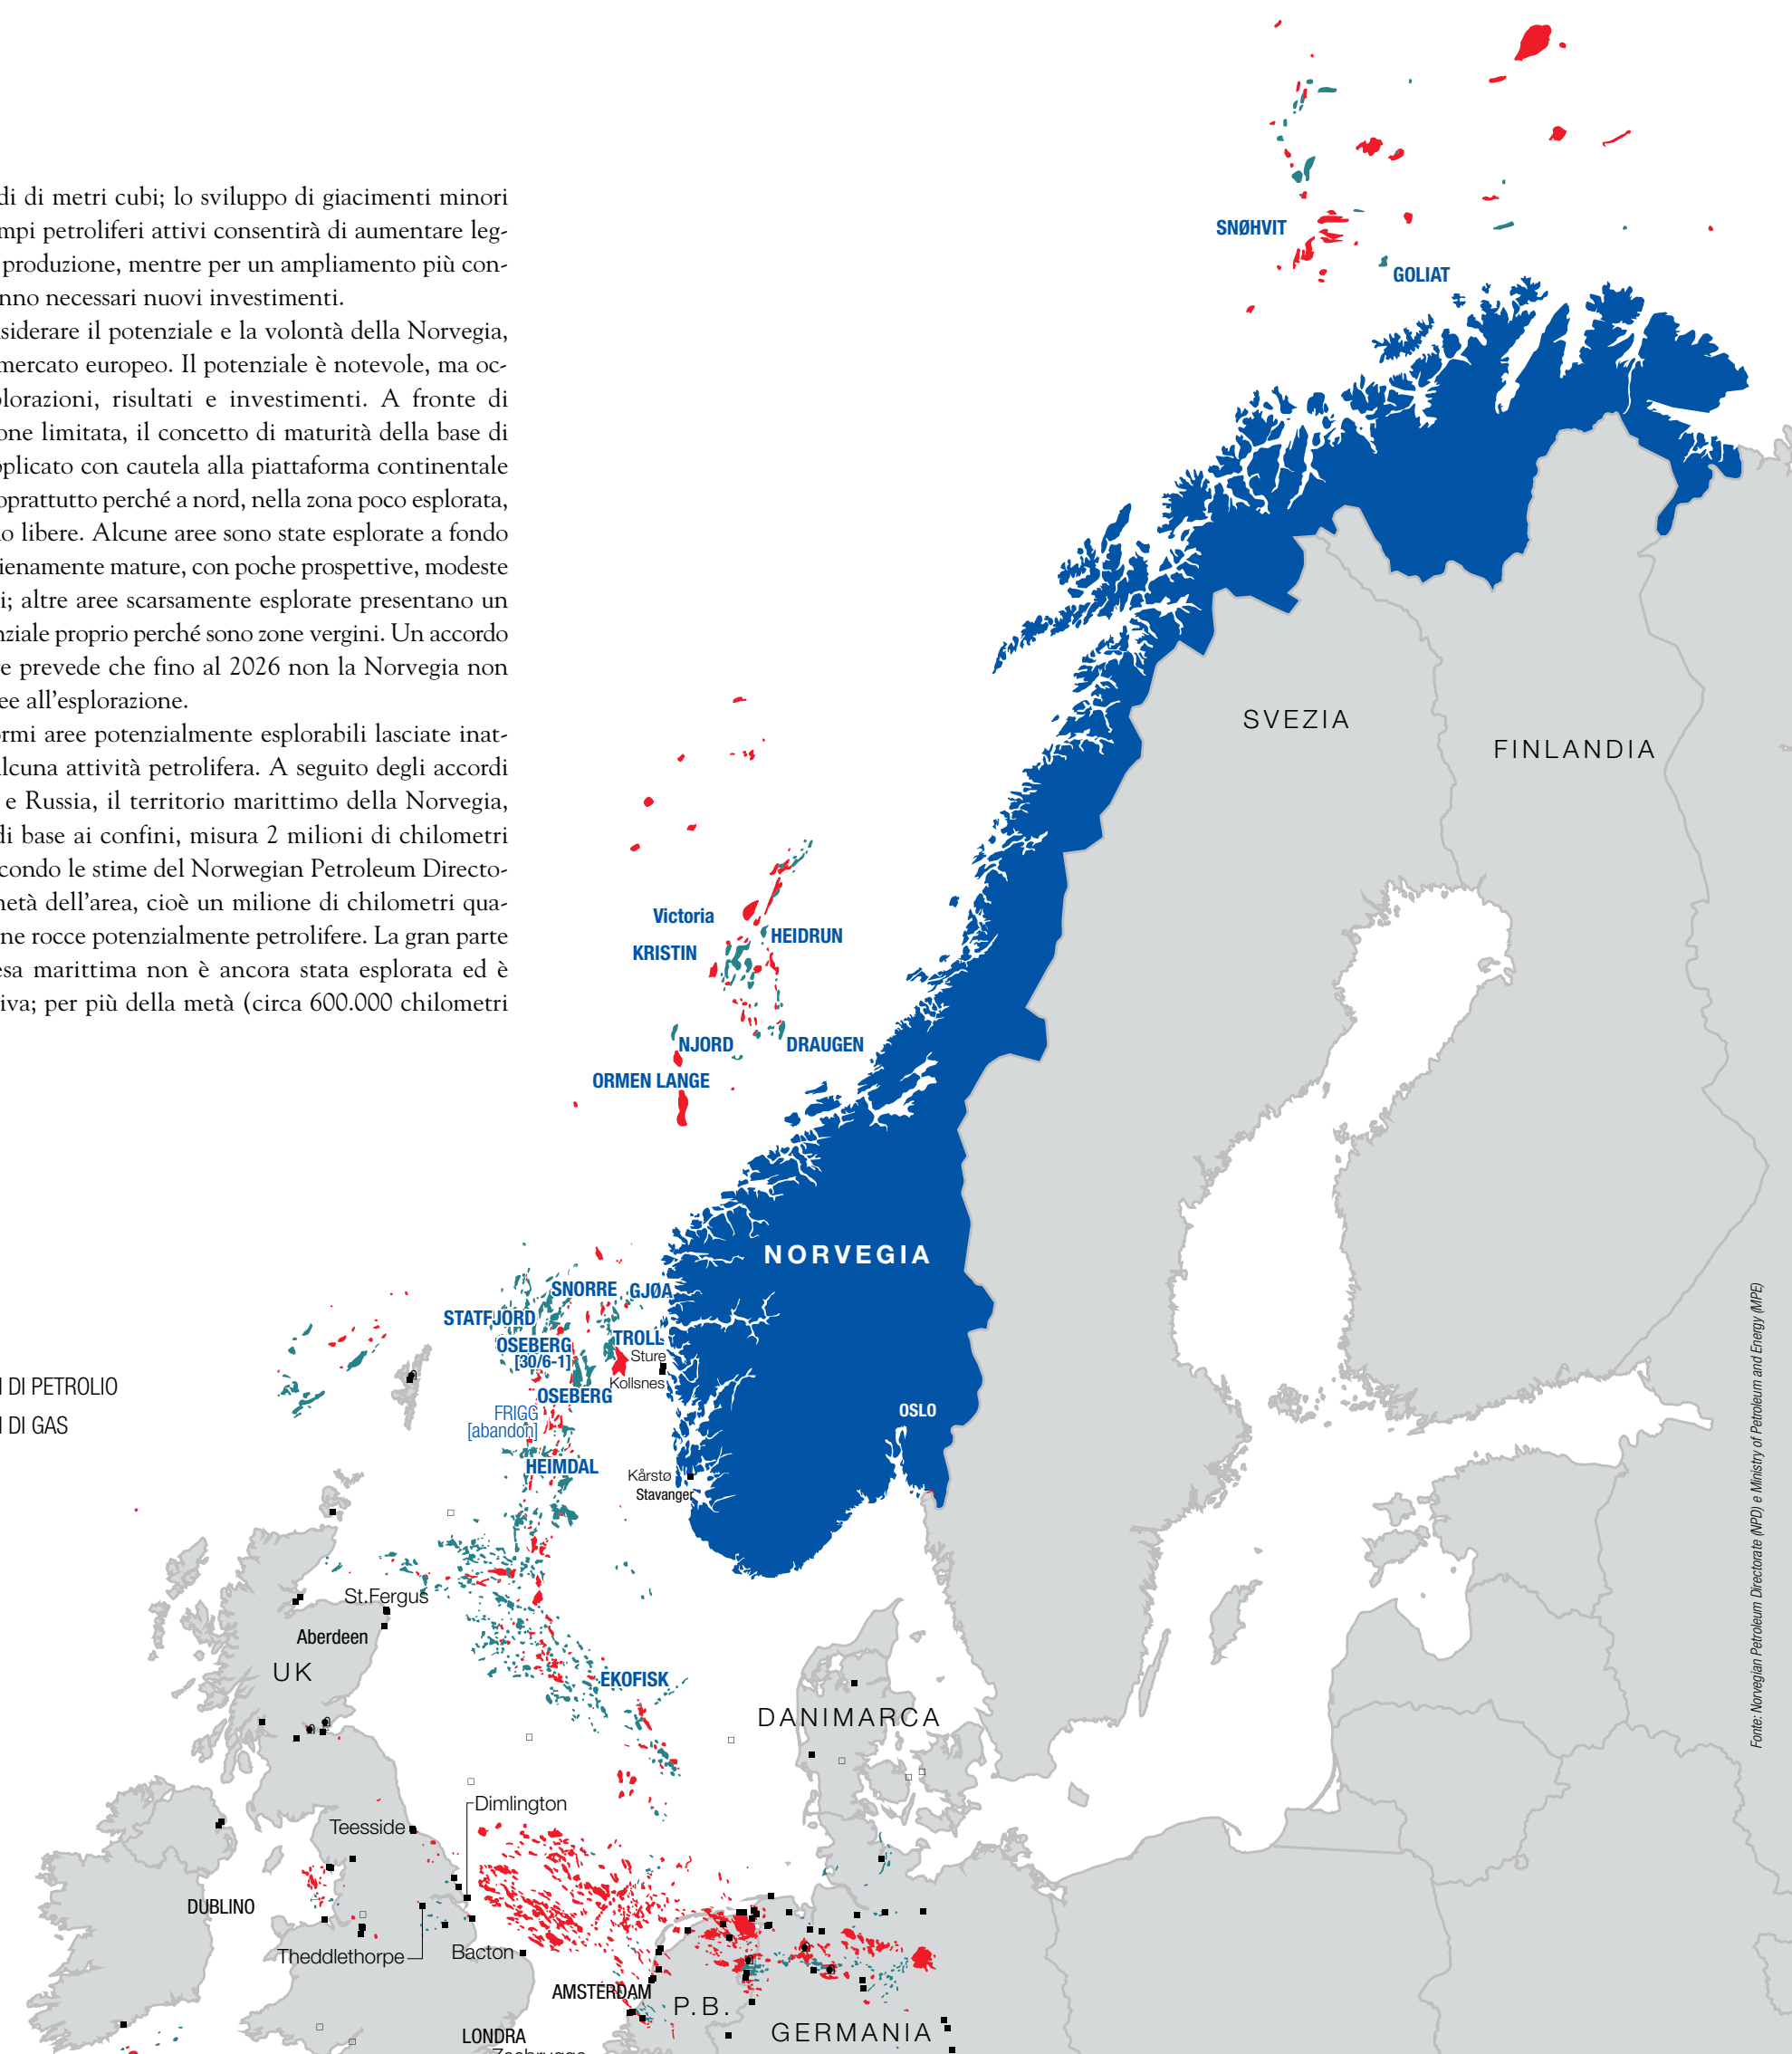 di di metri cubi; lo sviluppo di giacimenti minori
mpi petroliferi attivi consentirà di aumentare leg-
produzione, mentre per un ampliamento più con-
anno necessari nuovi investimenti.
siderare il potenziale e la volontà della Norvegia,
mercato europeo. Il potenziale è notevole, ma oc-
plorazioni, risultati e investimenti. A fronte di
one limitata, il concetto di maturità della base di
pplicato con cautela alla piattaforma continentale
oprattutto perché a nord, nella zona poco esplorata,
o libere. Alcune aree sono state esplorate a fondo
ienamente mature, con poche prospettive, modeste
i; altre aree scarsamente esplorate presentano un
nziale proprio perché sono zone vergini. Un accordo
e prevede che fino al 2026 non la Norvegia non
ee all'esplorazione.
ormi aree potenzialmente esplorabili lasciate inat-
lcuna attività petrolifera. A seguito degli accordi
e Russia, il territorio marittimo della Norvegia,
di base ai confini, misura 2 milioni di chilometri
condo le stime del Norwegian Petroleum Directo-
metà dell'area, cioè un milione di chilometri qua-
ne rocce potenzialmente petrolifere. La gran parte
esa marittima non è ancora stata esplorata ed è
iva; per più della metà (circa 600.000 chilometri
I DI PETROLIO
I DI GAS
SNØHVIT
GOLIAT
SVEZIA
FINLANDIA
Victoria
HEIDRUN
KRISTIN
NJORD
DRAUGEN
ORMEN LANGE
NORVEGIA
SNORRE
GJØA
STATFJORD
OSEBERG
[30/6-1]
TROLL
Sture
Kollsnes
OSEBERG
FRIGG
[abandon]
HEIMDAL
OSLO
Kårstø
Stavanger
St.Fergus
Aberdeen
UK
EKOFISK
DANIMARCA
Dimlington
Teesside
DUBLINO
Theddlethorpe
Bacton
AMSTERDAM
P.B.
GERMANIA
LONDRA
Zeebrugge
Fonte: Norvegian Petroleum Directorate (NPD) e Ministry of Petroleum and Energy (MPE)